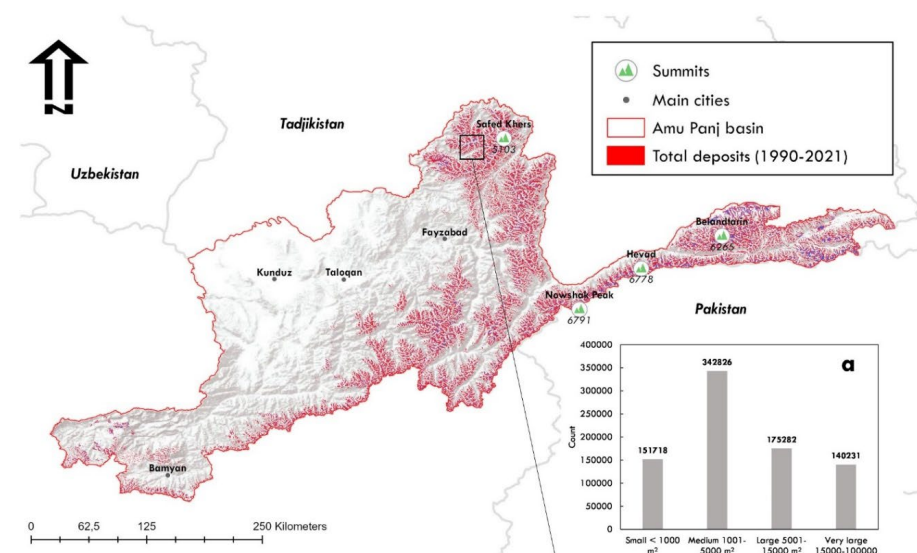 N
Tadjikistan
Uzbekistan
Safed Khers
5103
Summits
Main cities
Amu Panj basin
Total deposits (1990-2021)
Fayzabad
Kunduz
Taloqan
Belandtarin
6265
Hevad
6778
Nowshak Peak
6791
Pakistan
Bamyan
0 62,5 125 250 Kilometers
a
Count
400000
350000
300000
250000
200000
150000
100000
50000
0
151718
342826
175282
140231
Small < 1000 m²
Medium 1001-5000 m²
Large 5001-15000 m²
Very large 15000-100000